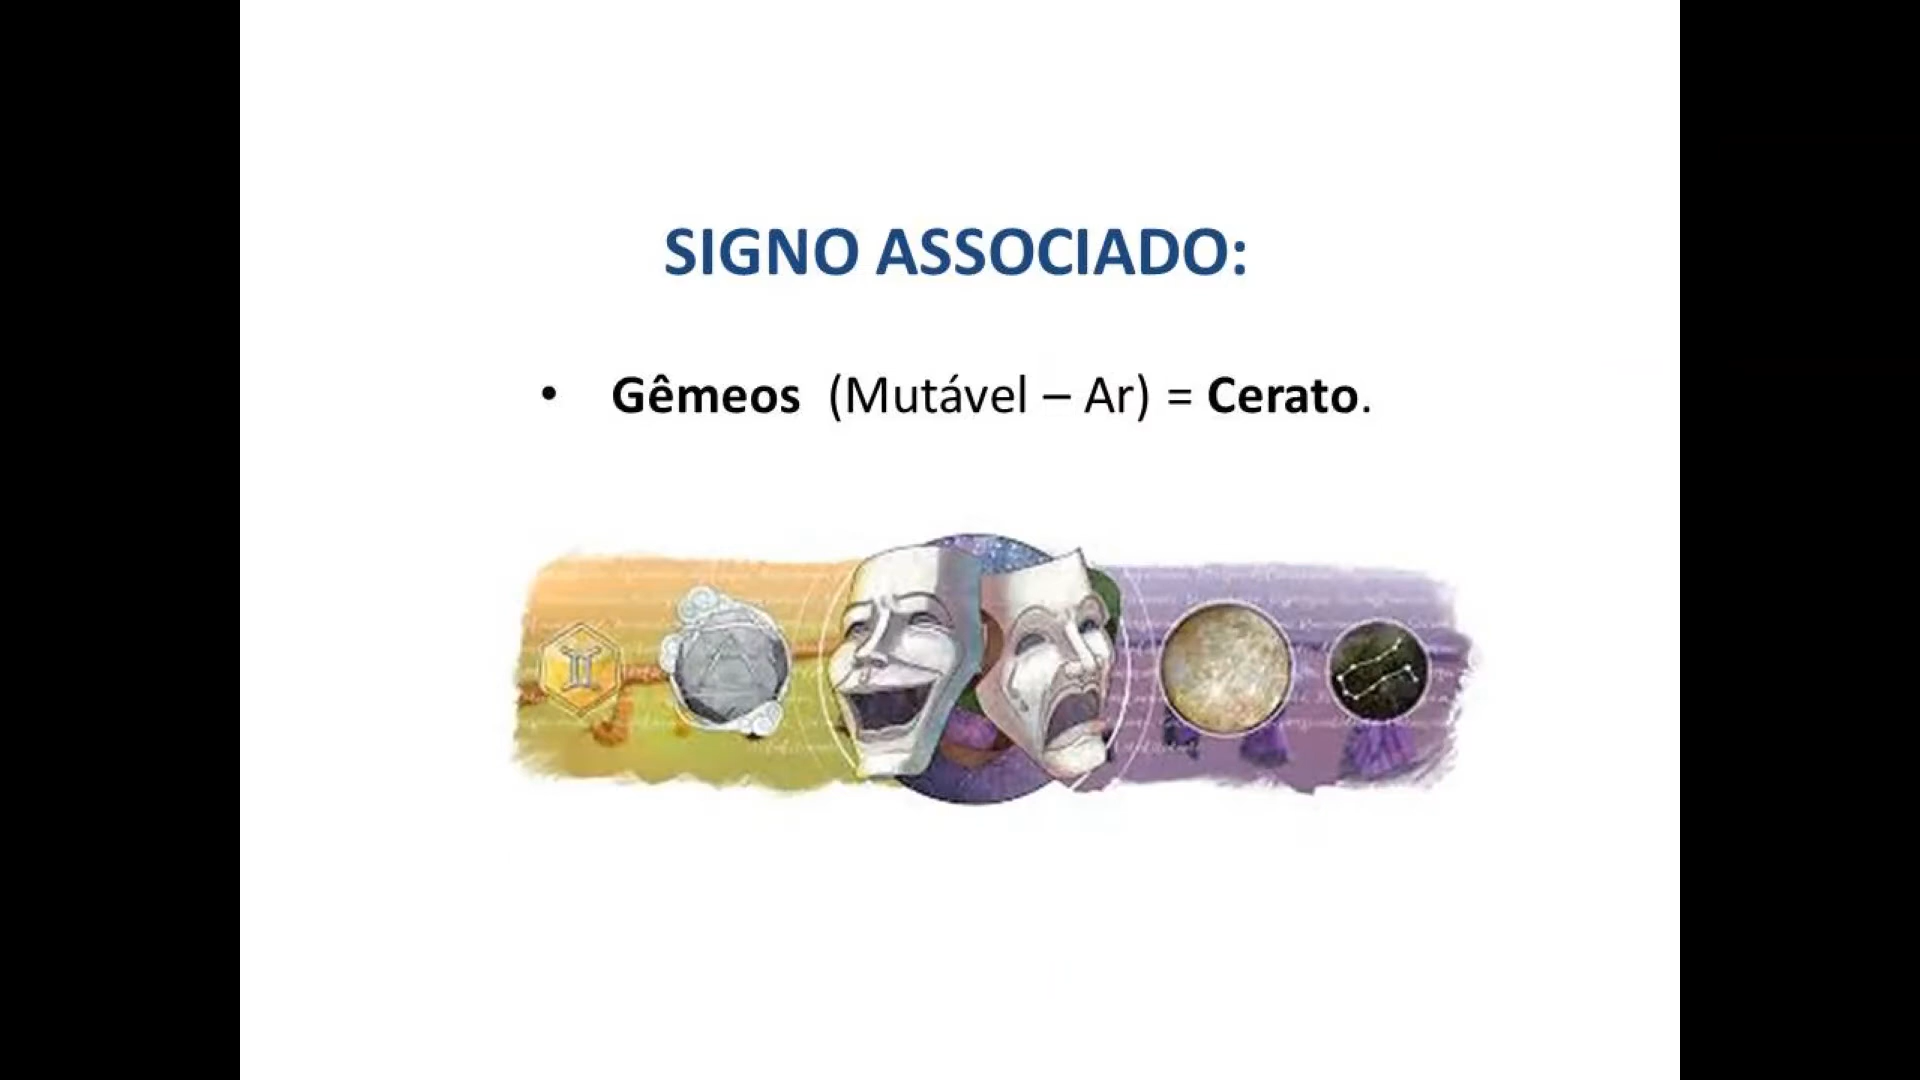 SIGNO ASSOCIADO:
• Gêmeos (Mutável – Ar) = Cerato.